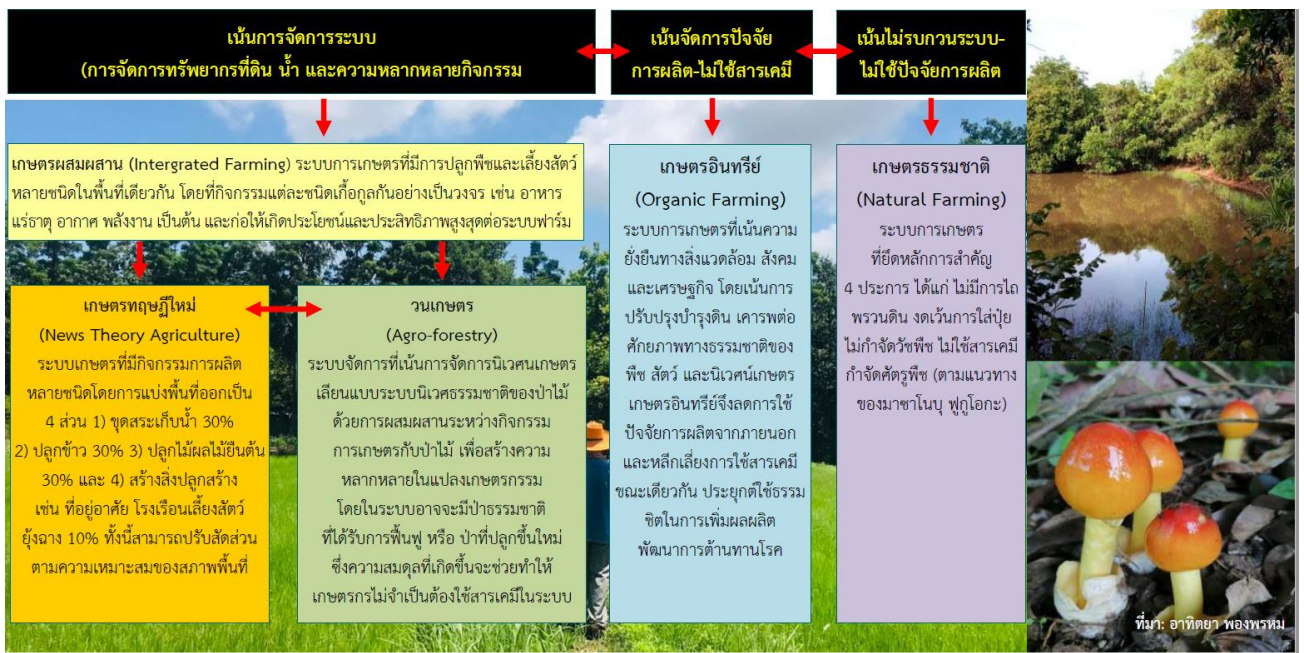 เน้นการจัดการระบบ
(การจัดการทรัพยากรที่ดิน น้ำ และความหลากหลายกิจกรรม
เน้นจัดการปัจจัย
การผลิต-ไม่ใช้สารเคมี
เน้นไม่รบกวนระบบ-
ไม่ใช้ปัจจัยการผลิต
เกษตรผสมผสาน (Intergrated Farming) ระบบการเกษตรที่มีการปลูกพืชและเลี้ยงสัตว์
หลายชนิดในพื้นที่เดียวกัน โดยที่กิจกรรมแต่ละชนิดเกื้อกูลกันอย่างเป็นวงจร เช่น อาหาร
แร่ธาตุ อากาศ พลังงาน เป็นต้น และก่อให้เกิดประโยชน์และประสิทธิภาพสูงสุดต่อระบบฟาร์ม
เกษตรทฤษฎีใหม่
(News Theory Agriculture)
ระบบเกษตรที่มีกิจกรรมการผลิต
หลายชนิดโดยการแบ่งพื้นที่ออกเป็น
4 ส่วน 1) ขุดสระเก็บน้ำ 30%
2) ปลูกข้าว 30% 3) ปลูกไม้ผลไม้ยืนต้น
30% และ 4) สร้างสิ่งปลูกสร้าง
เช่น ที่อยู่อาศัย โรงเรือนเลี้ยงสัตว์
ยุ้งฉาง 10% ทั้งนี้สามารถปรับสัดส่วน
ตามความเหมาะสมของสภาพพื้นที่
วนเกษตร
(Agro-forestry)
ระบบจัดการที่เน้นการจัดการนิเวศนเกษตร
เลียนแบบระบบนิเวศธรรมชาติของป่าไม้
ด้วยการผสมผสานระหว่างกิจกรรม
การเกษตรกับป่าไม้ เพื่อสร้างความ
หลากหลายในแปลงเกษตรกรรม
โดยในระบบอาจจะมีป่าธรรมชาติ
ที่ได้รับการฟื้นฟู หรือ ป่าที่ปลูกขึ้นใหม่
ซึ่งความสมดุลที่เกิดขึ้นจะช่วยทำให้
เกษตรกรไม่จำเป็นต้องใช้สารเคมีในระบบ
เกษตรอินทรีย์
(Organic Farming)
ระบบการเกษตรที่เน้นความ
ยั่งยืนทางสิ่งแวดล้อม สังคม
และเศรษฐกิจ โดยเน้นการ
ปรับปรุงบำรุงดิน เคารพต่อ
ศักยภาพทางธรรมชาติของ
พืช สัตว์ และนิเวศน์เกษตร
เกษตรอินทรีย์จึงลดการใช้
ปัจจัยการผลิตจากภายนอก
และหลีกเลี่ยงการใช้สารเคมี
ขณะเดียวกัน ประยุกต์ใช้ธรรม
ชิตในการเพิ่มผลผลิต
พัฒนาการต้านทานโรค
เกษตรธรรมชาติ
(Natural Farming)
ระบบการเกษตร
ที่ยึดหลักการสำคัญ
4 ประการ ได้แก่ ไม่มีการไถ
พรวนดิน งดเว้นการใส่ปุ๋ย
ไม่กำจัดวัชพืช ไม่ใช้สารเคมี
กำจัดศัตรูพืช (ตามแนวทาง
ของมาซาโนบุ ฟูกูโอกะ)
ที่มา: อาทิตยา พองพรหม